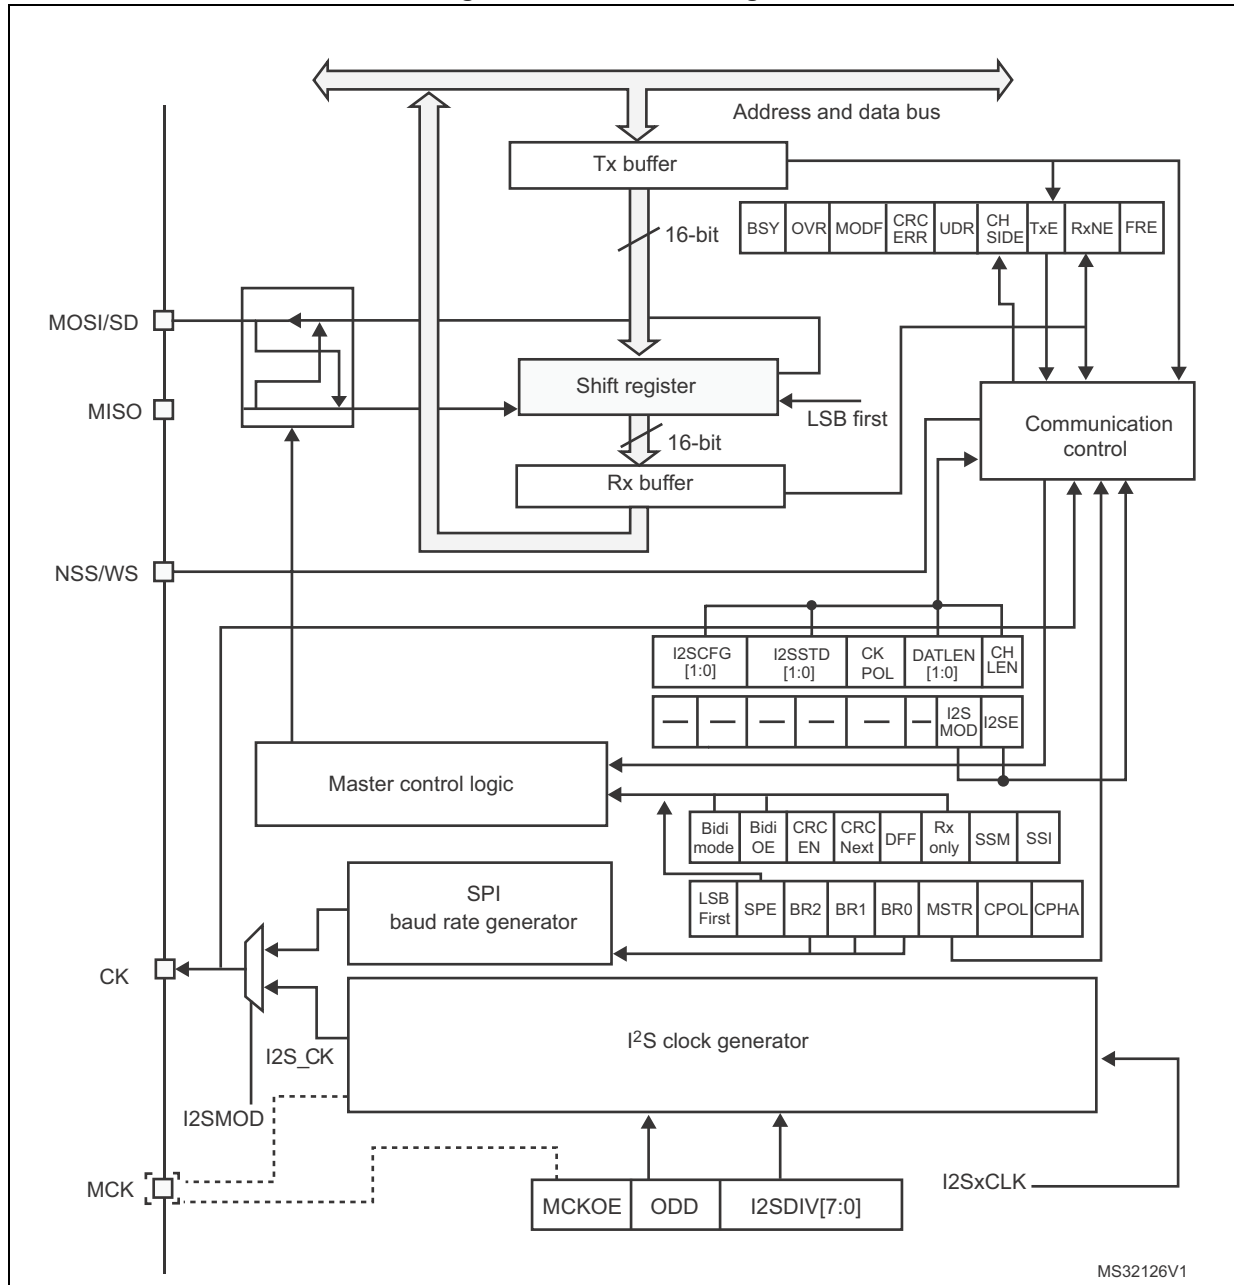 Address and data bus
Tx buffer
BSY
OVR
MODF
CRC
ERR
UDR
CH
SIDE
TxE
RxNE
FRE
16-bit
MOSI/SD
Shift register
MISO
LSB first
Communication
control
16-bit
Rx buffer
NSS/WS
I2SCFG
[1:0]
I2SSTD
[1:0]
CK
POL
DATLEN
[1:0]
CH
LEN
I2S
MOD
I2SE
Master control logic
Bidi
mode
Bidi
OE
CRC
EN
CRC
Next
DFF
Rx
only
SSM
SSI
SPI
baud rate generator
LSB
First
SPE
BR2
BR1
BR0
MSTR
CPOL
CPHA
CK
I2S clock generator
I2S_CK
I2SMOD
MCK
I2SxCLK
MCKOE
ODD
I2SDIV[7:0]
MS32126V1